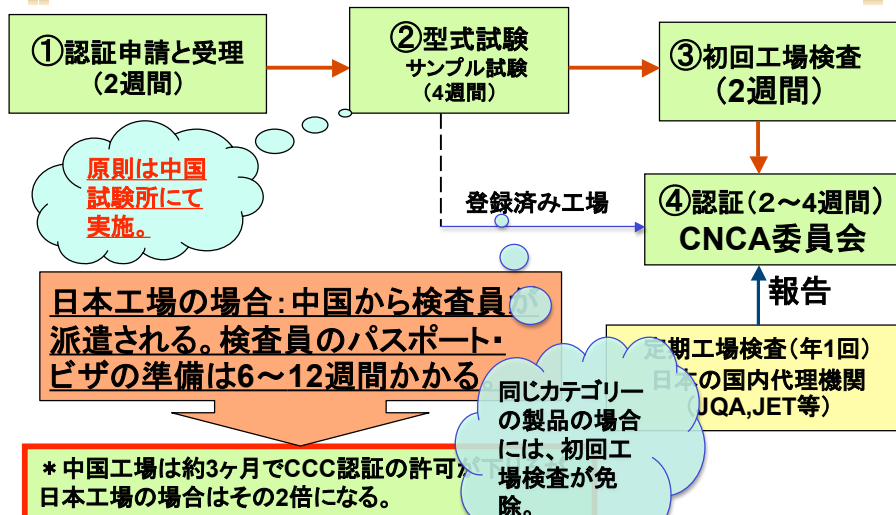 ①認証申請と受理
(2週間)
②型式試験
サンプル試験
(4週間)
③初回工場検査
(2週間)
原則は中国
試験所にて
実施。
登録済み工場
④認証(2〜4週間)
CNCA委員会
報告
日本工場の場合:中国から検査員が
派遣される。検査員のパスポート・
ビザの準備は6〜12週間かかる。
定期工場検査(年1回)
日本の国内代理機関
(JQA,JET等)
同じカテゴリー
の製品の場合
には、初回工
場検査が免
除。
*中国工場は約3ヶ月でCCC認証の許可が
日本工場の場合はその2倍になる。